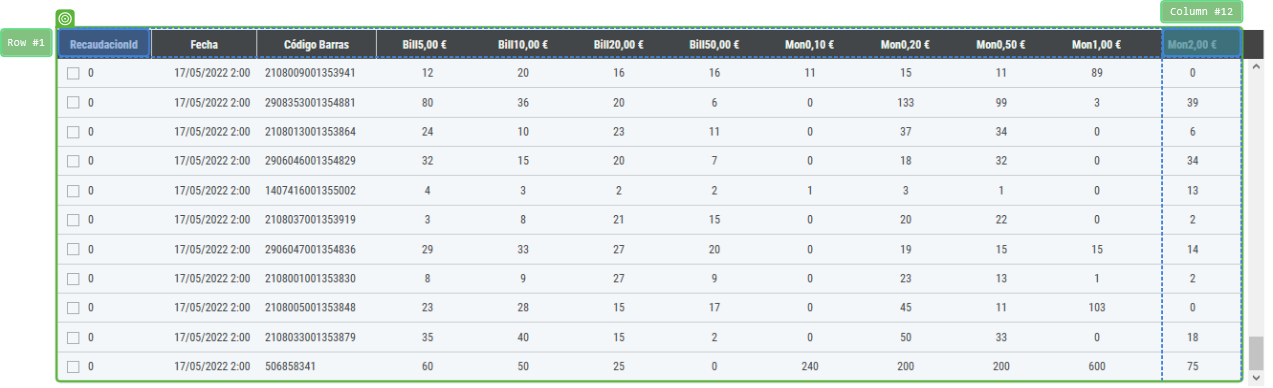 Column #12
Row #1 RecaudacionId Fecha Código Barras Bill5,00 € Bill10,00 € Bill20,00 € Bill50,00 € Mon0,10 € Mon0,20 € Mon0,50 € Mon1,00 € Mon2,00 €
0 17/05/2022 2:00 2108009001353941 12 20 16 16 11 15 11 89 0
0 17/05/2022 2:00 2908353001354881 80 36 20 6 0 133 99 3 39
0 17/05/2022 2:00 2108013001353864 24 10 23 11 0 37 34 0 6
0 17/05/2022 2:00 2906046001354829 32 15 20 7 0 18 32 0 34
0 17/05/2022 2:00 1407416001355002 4 3 2 2 1 3 1 0 13
0 17/05/2022 2:00 2108037001353919 3 8 21 15 0 20 22 0 2
0 17/05/2022 2:00 2906047001354836 29 33 27 20 0 19 15 15 14
0 17/05/2022 2:00 2108001001353830 8 9 27 9 0 23 13 1 2
0 17/05/2022 2:00 2108005001353848 23 28 15 17 0 45 11 103 0
0 17/05/2022 2:00 2108033001353879 35 40 15 2 0 50 33 0 18
0 17/05/2022 2:00 506858341 60 50 25 0 240 200 200 600 75